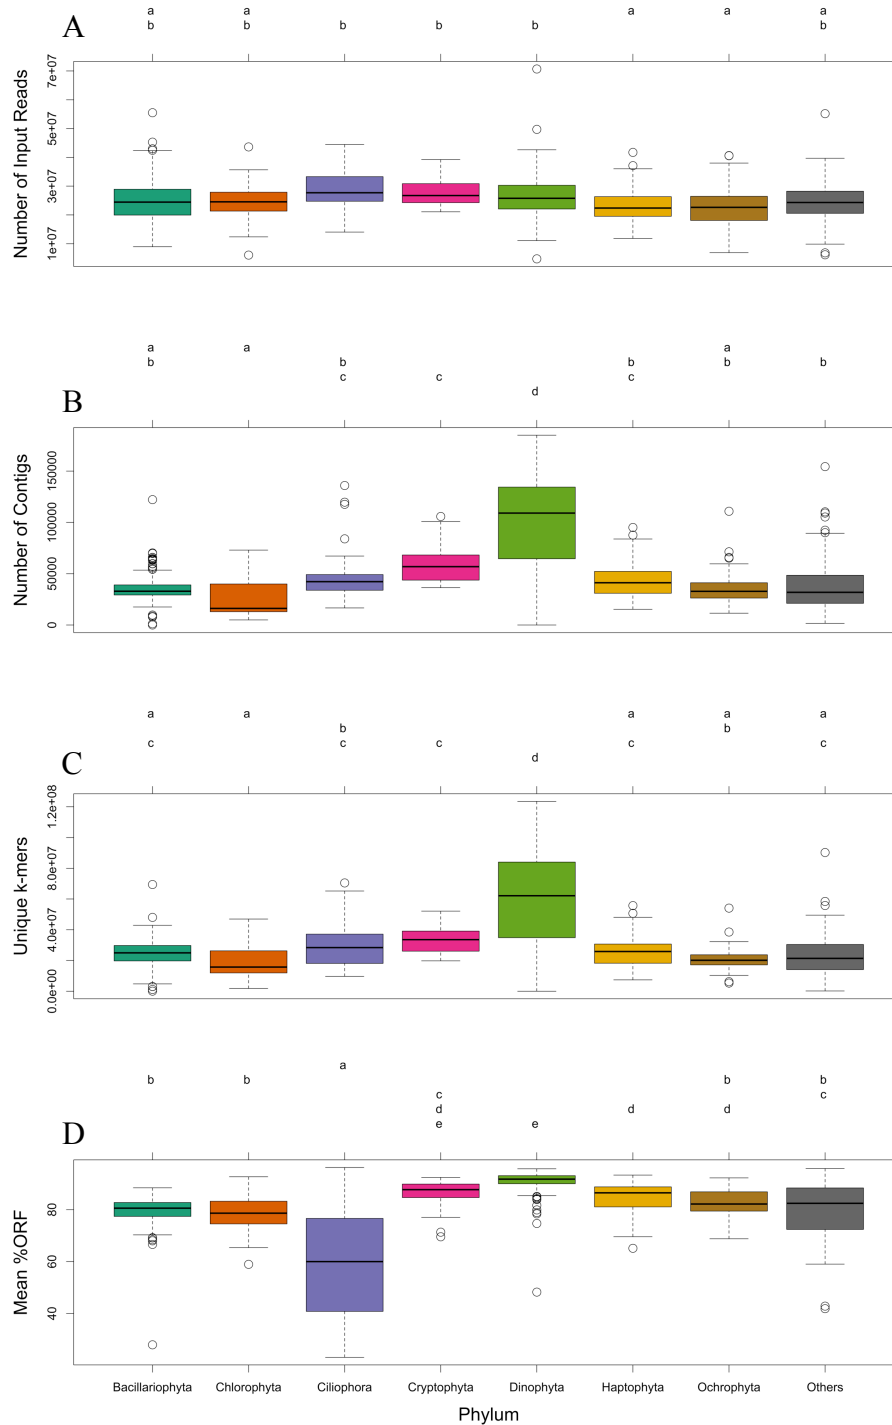 a a a a a
A b b b b b b
Number of Input Reads
7e+07
5e+07
3e+07
1e+07
a a a
b b b b b
c c c
B d
Number of Contigs
150000
100000
50000
0
a a a a a
b b
c c c c c
C d
Unique k-mers
1.2e+08
8.0e+07
4.0e+07
0.0e+00
a
b b b b
c c
d d d
D e e
Mean %ORF
80
60
40
Bacillariophyta Chlorophyta Ciliophora Cryptophyta Dinophyta Haptophyta Ochrophyta Others
Phylum